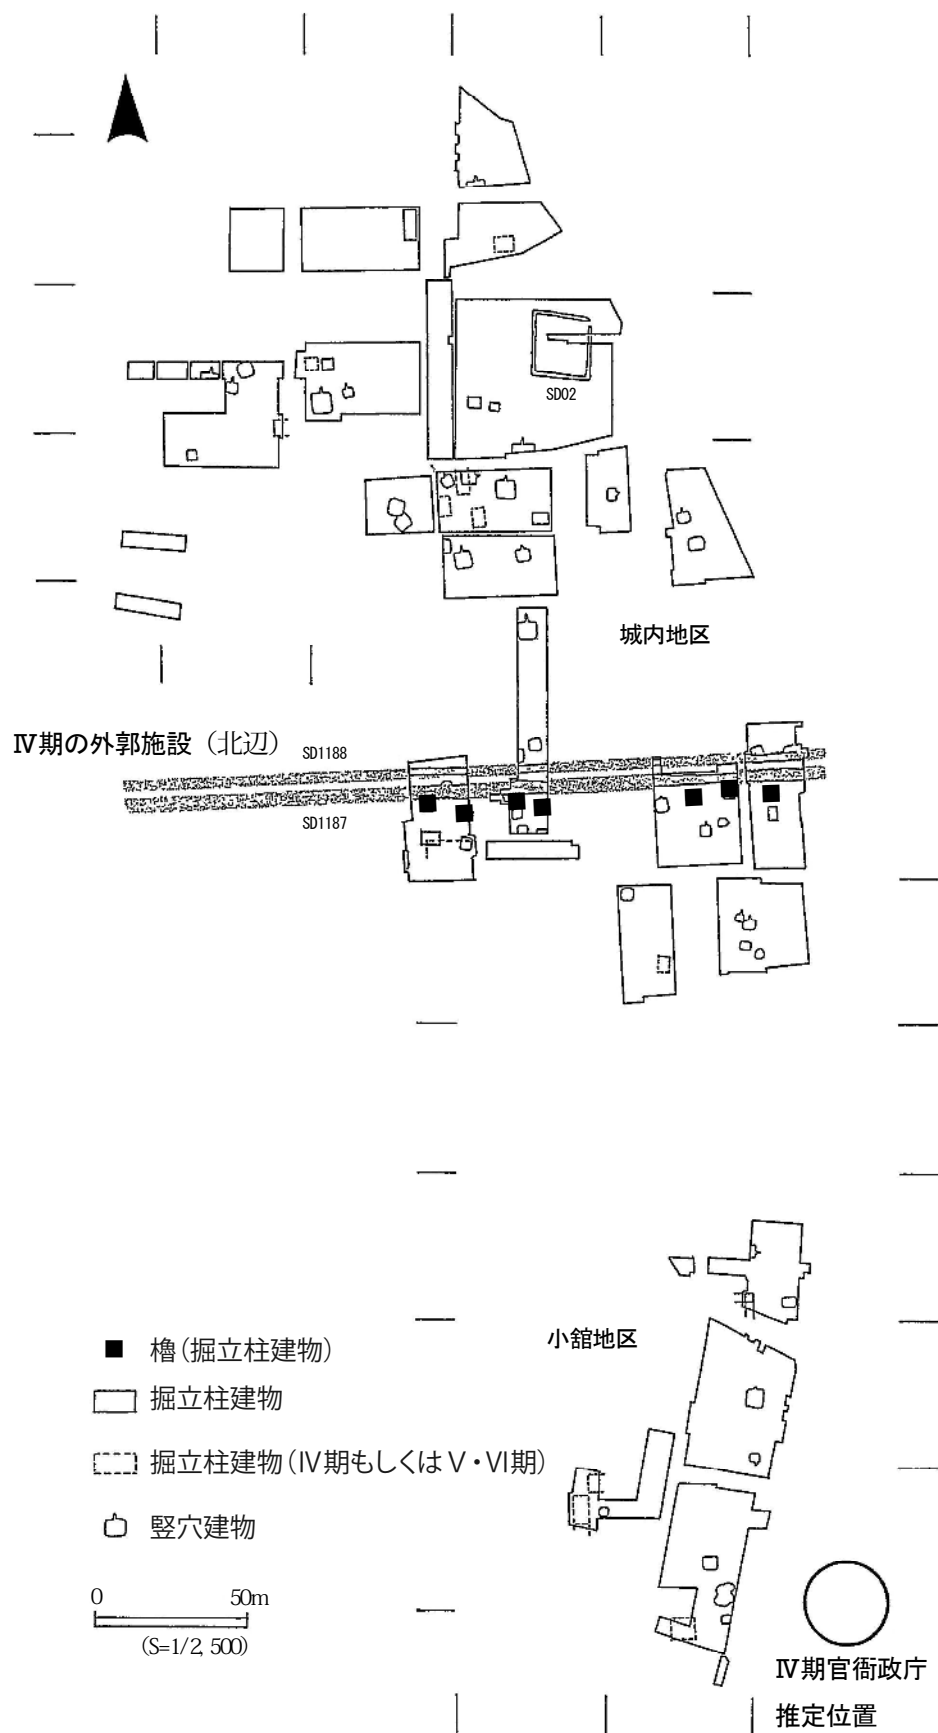 SD02
城内地区
Ⅳ期の外郭施設（北辺）
SD1188
SD1187
小舘地区
櫓(掘立柱建物)
掘立柱建物
掘立柱建物(Ⅳ期もしくはⅤ・Ⅵ期)
竪穴建物
0 50m
(S=1/2,500)
Ⅳ期官衙政庁
推定位置